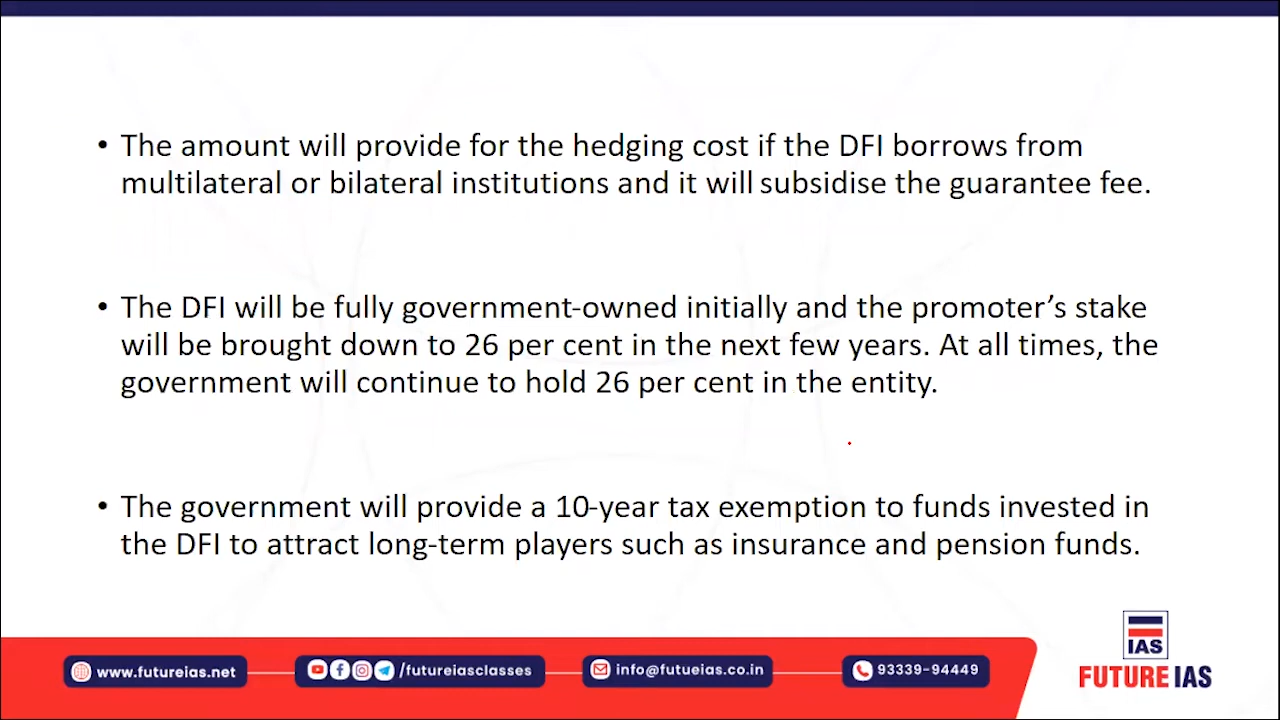 • The amount will provide for the hedging cost if the DFI borrows from
multilateral or bilateral institutions and it will subsidise the guarantee fee.
• The DFI will be fully government-owned initially and the promoter’s stake
will be brought down to 26 per cent in the next few years. At all times, the
government will continue to hold 26 per cent in the entity.
• The government will provide a 10-year tax exemption to funds invested in
the DFI to attract long-term players such as insurance and pension funds.
www.futureias.net
/futureiasclasses
info@futueias.co.in
93339-94449
IAS
FUTURE IAS